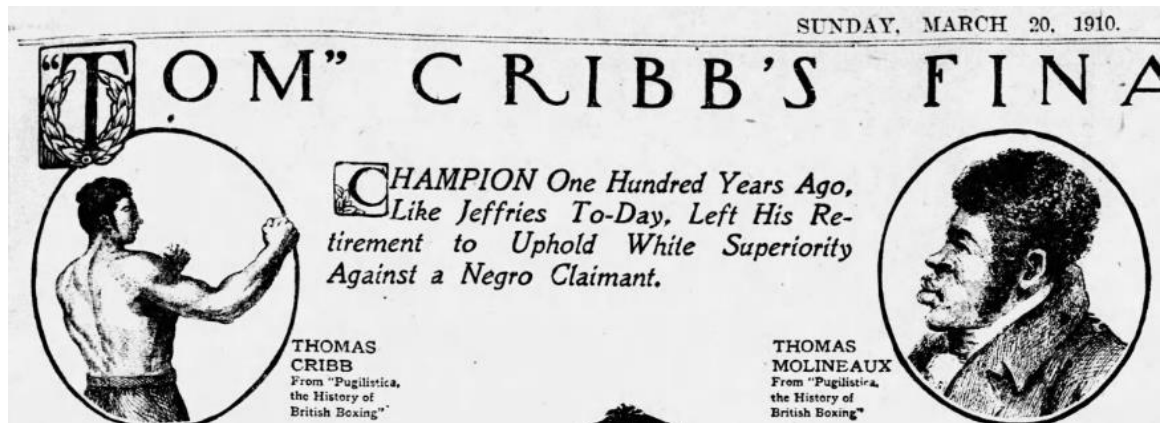 SUNDAY, MARCH 20, 1910.
"TOM" CRIBB'S FINA
CHAMPION One Hundred Years Ago,
Like Jeffries To-Day, Left His Re-
tirement to Uphold White Superiority
Against a Negro Claimant.
THOMAS
CRIBB
From "Pugilistica,
the History of
British Boxing"
THOMAS
MOLINEAUX
From "Pugilistica,
the History of
British Boxing"